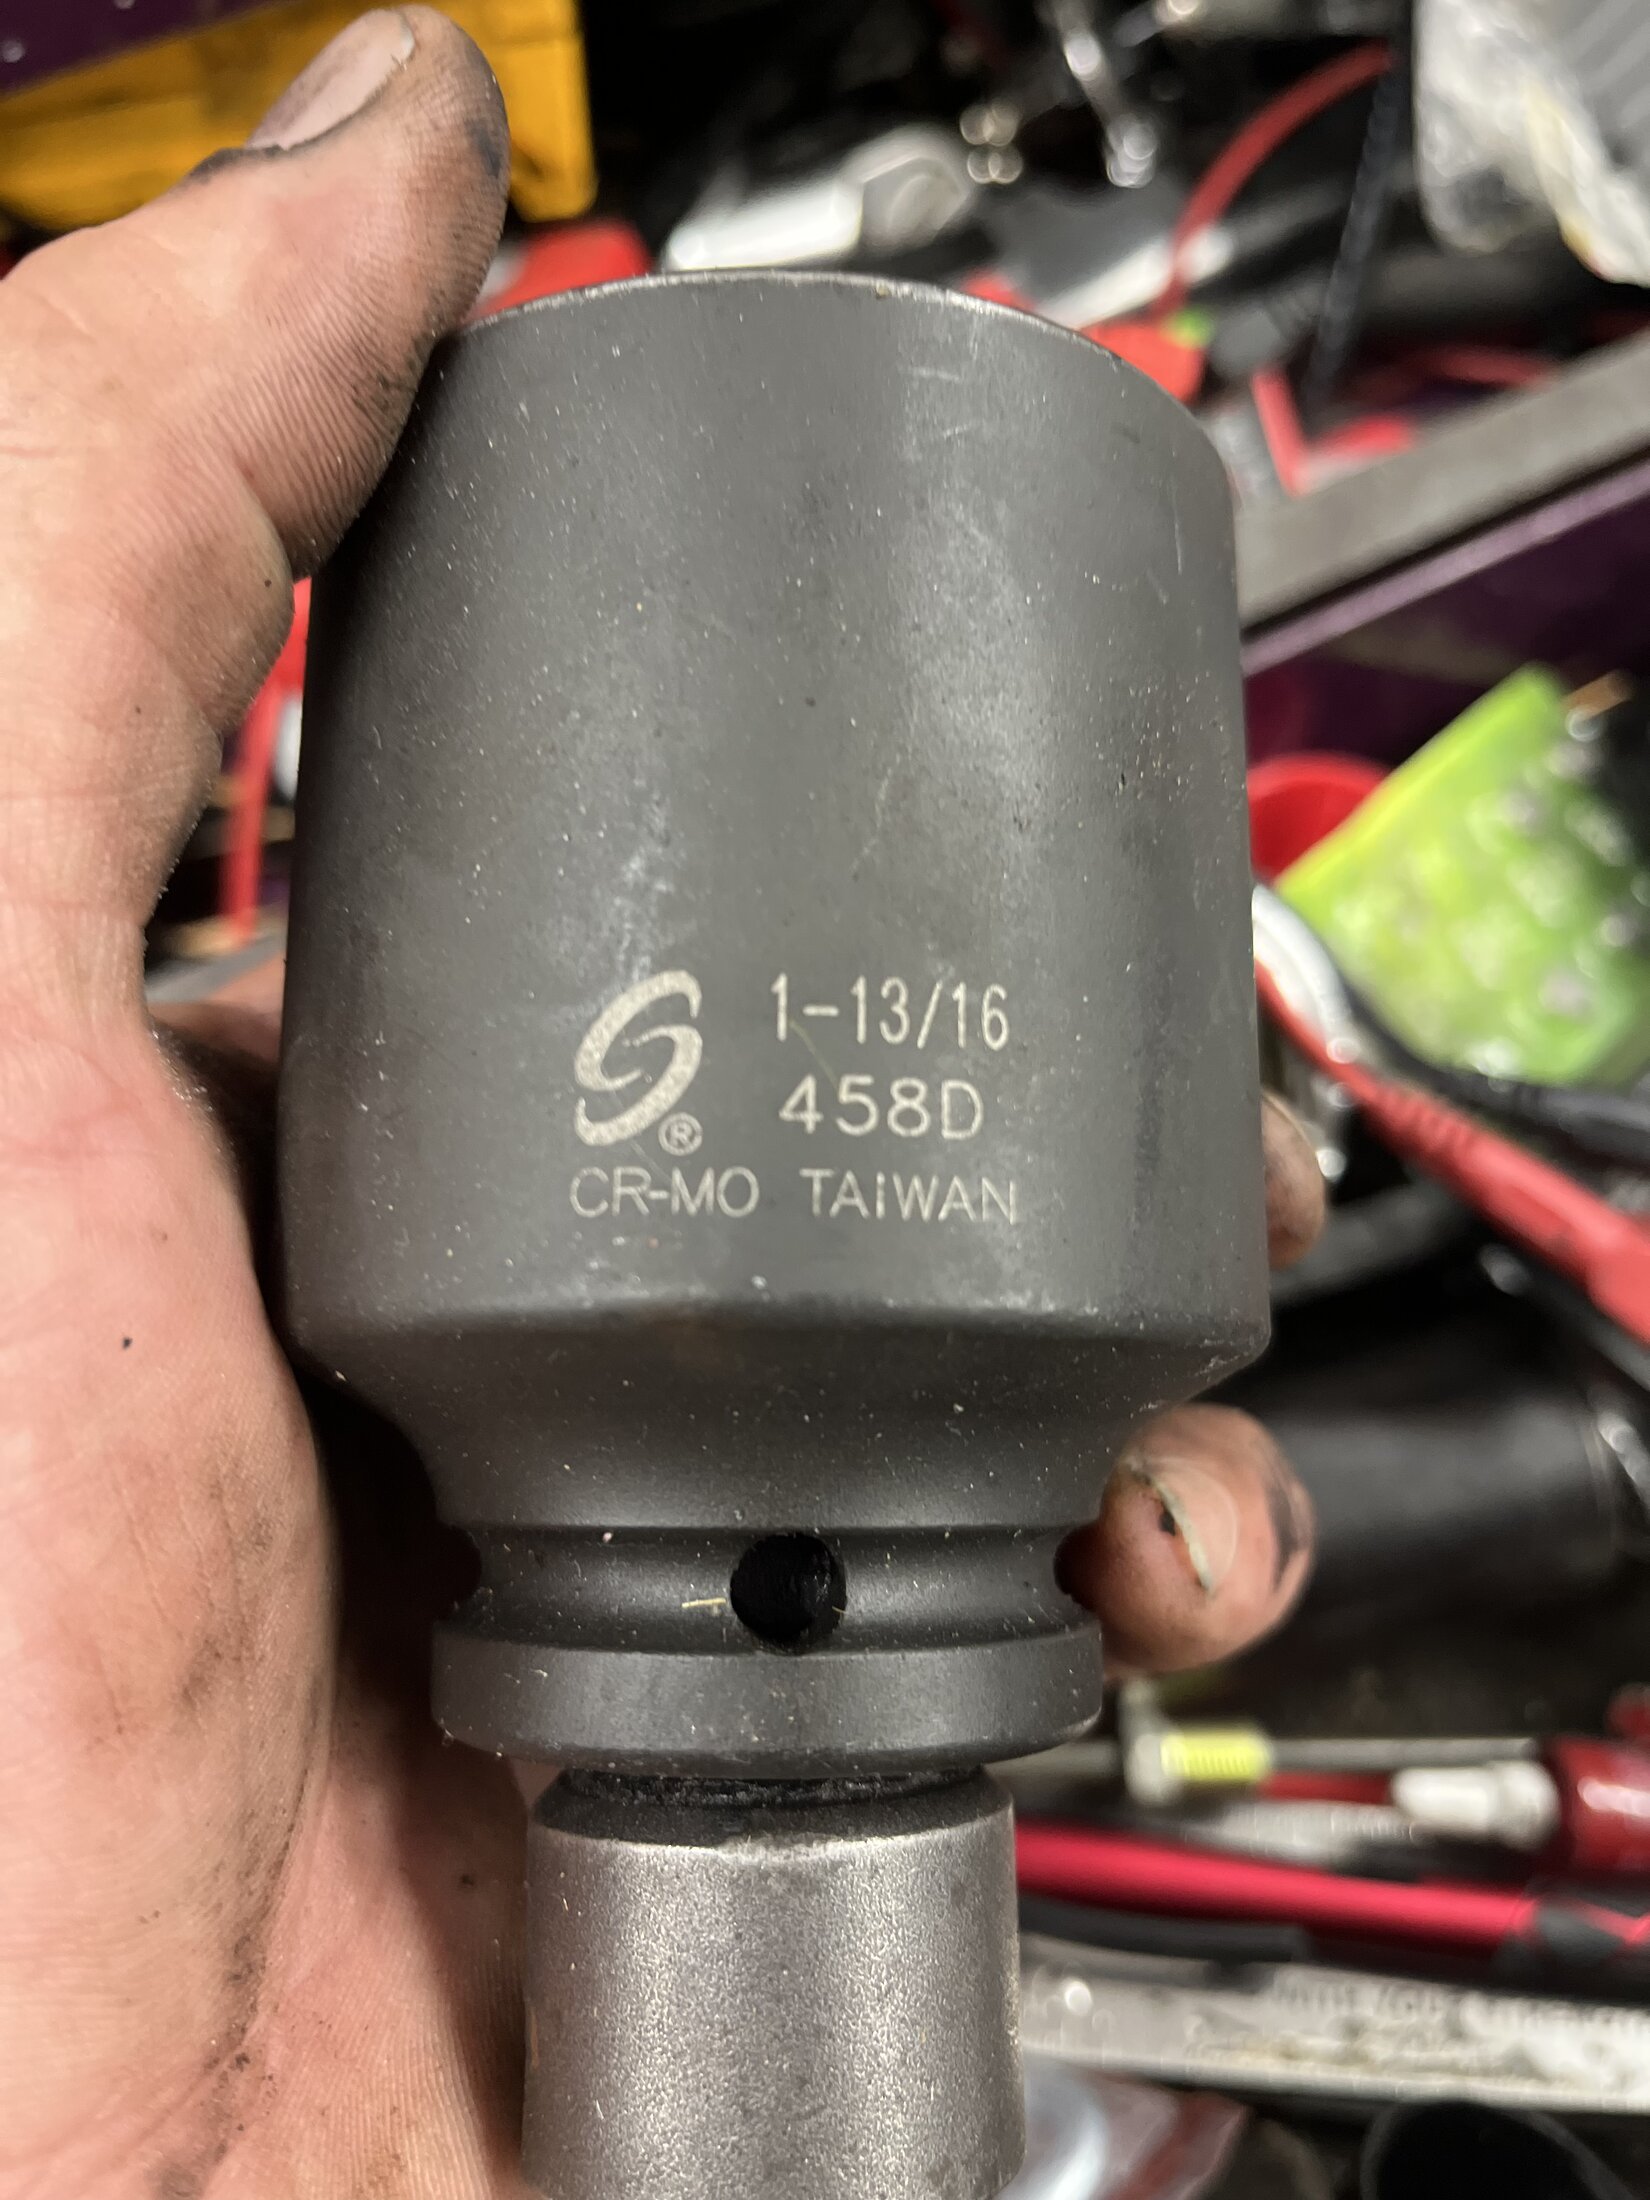 1-13/16
458D
®
CR-MO TAIWAN